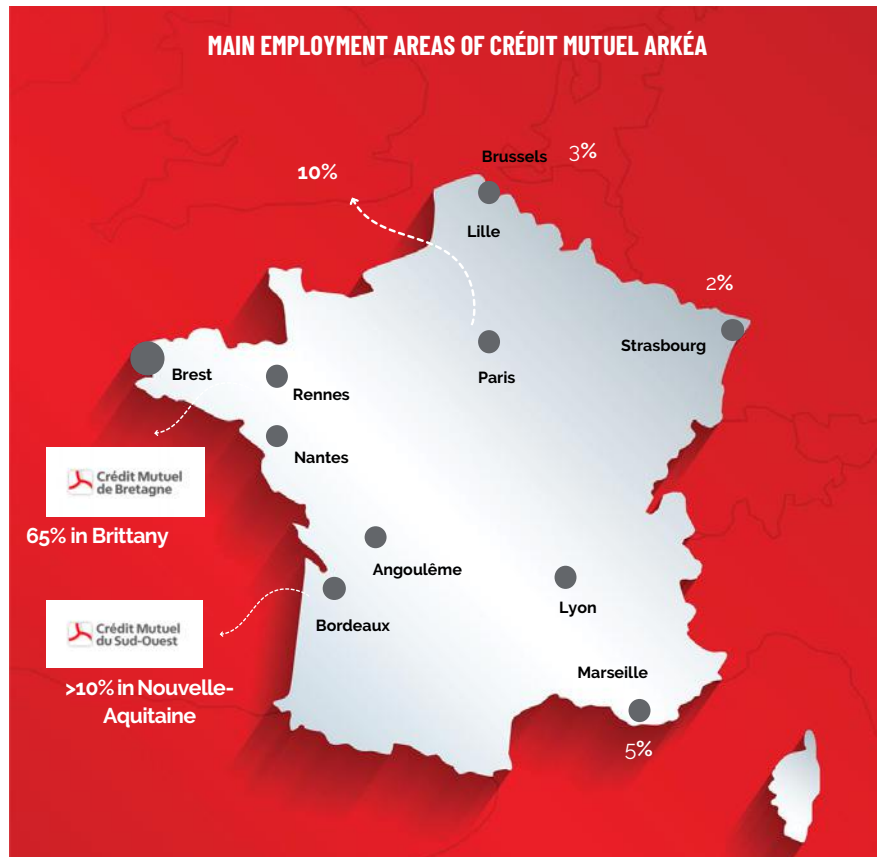 MAIN EMPLOYMENT AREAS OF CRÉDIT MUTUEL ARKÉA
Brussels 3%
10%
Lille
2%
Strasbourg
Paris
Brest
Rennes
Nantes
Crédit Mutuel
de Bretagne
65% in Brittany
Angoulême
Lyon
Bordeaux
Crédit Mutuel
du Sud-Ouest
>10% in Nouvelle-
Aquitaine
Marseille
5%